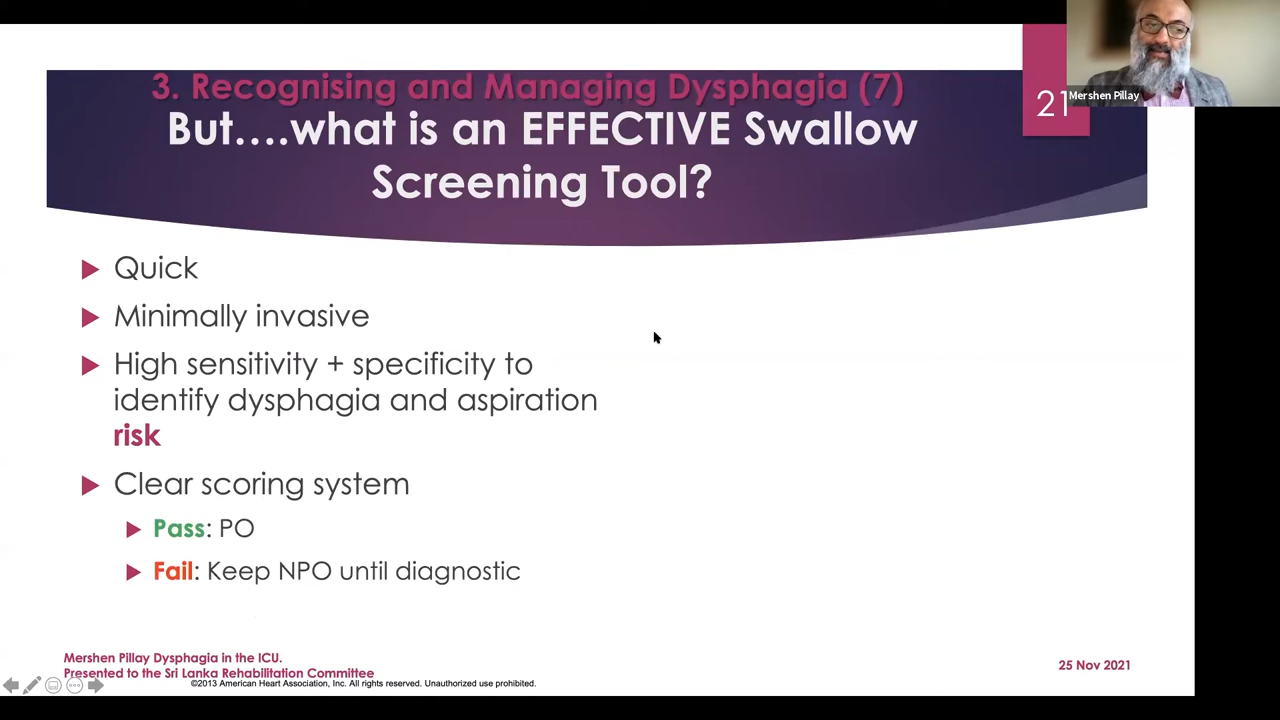 3. Recognising and Managing Dysphagia (7)
But….what is an EFFECTIVE Swallow
Screening Tool?
21
Mershen Pillay
Quick
Minimally invasive
High sensitivity + specificity to
identify dysphagia and aspiration
risk
Clear scoring system
Pass: PO
Fail: Keep NPO until diagnostic
Mershen Pillay Dysphagia in the ICU.
Presented to the Sri Lanka Rehabilitation Committee
©2013 American Heart Association, Inc. All rights reserved. Unauthorized use prohibited.
25 Nov 2021